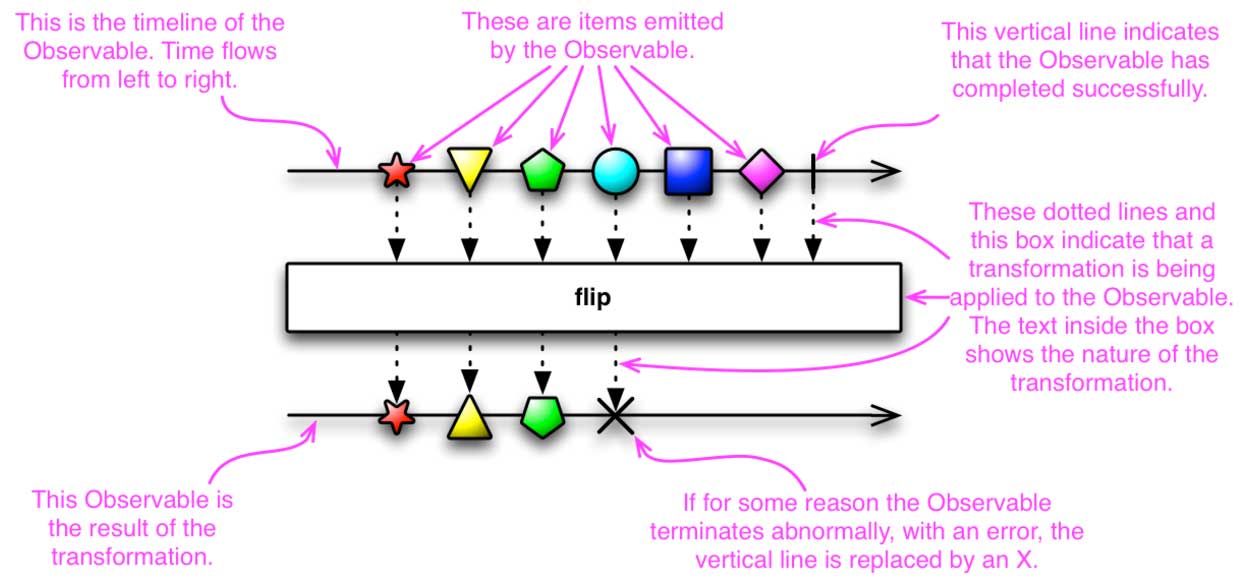 This is the timeline of the
Observable. Time flows
from left to right.
These are items emitted
by the Observable.
This vertical line indicates
that the Observable has
completed successfully.
These dotted lines and
this box indicate that a
transformation is being
applied to the Observable.
The text inside the box
shows the nature of the
transformation.
flip
This Observable is
the result of the
transformation.
If for some reason the Observable
terminates abnormally, with an error, the
vertical line is replaced by an X.